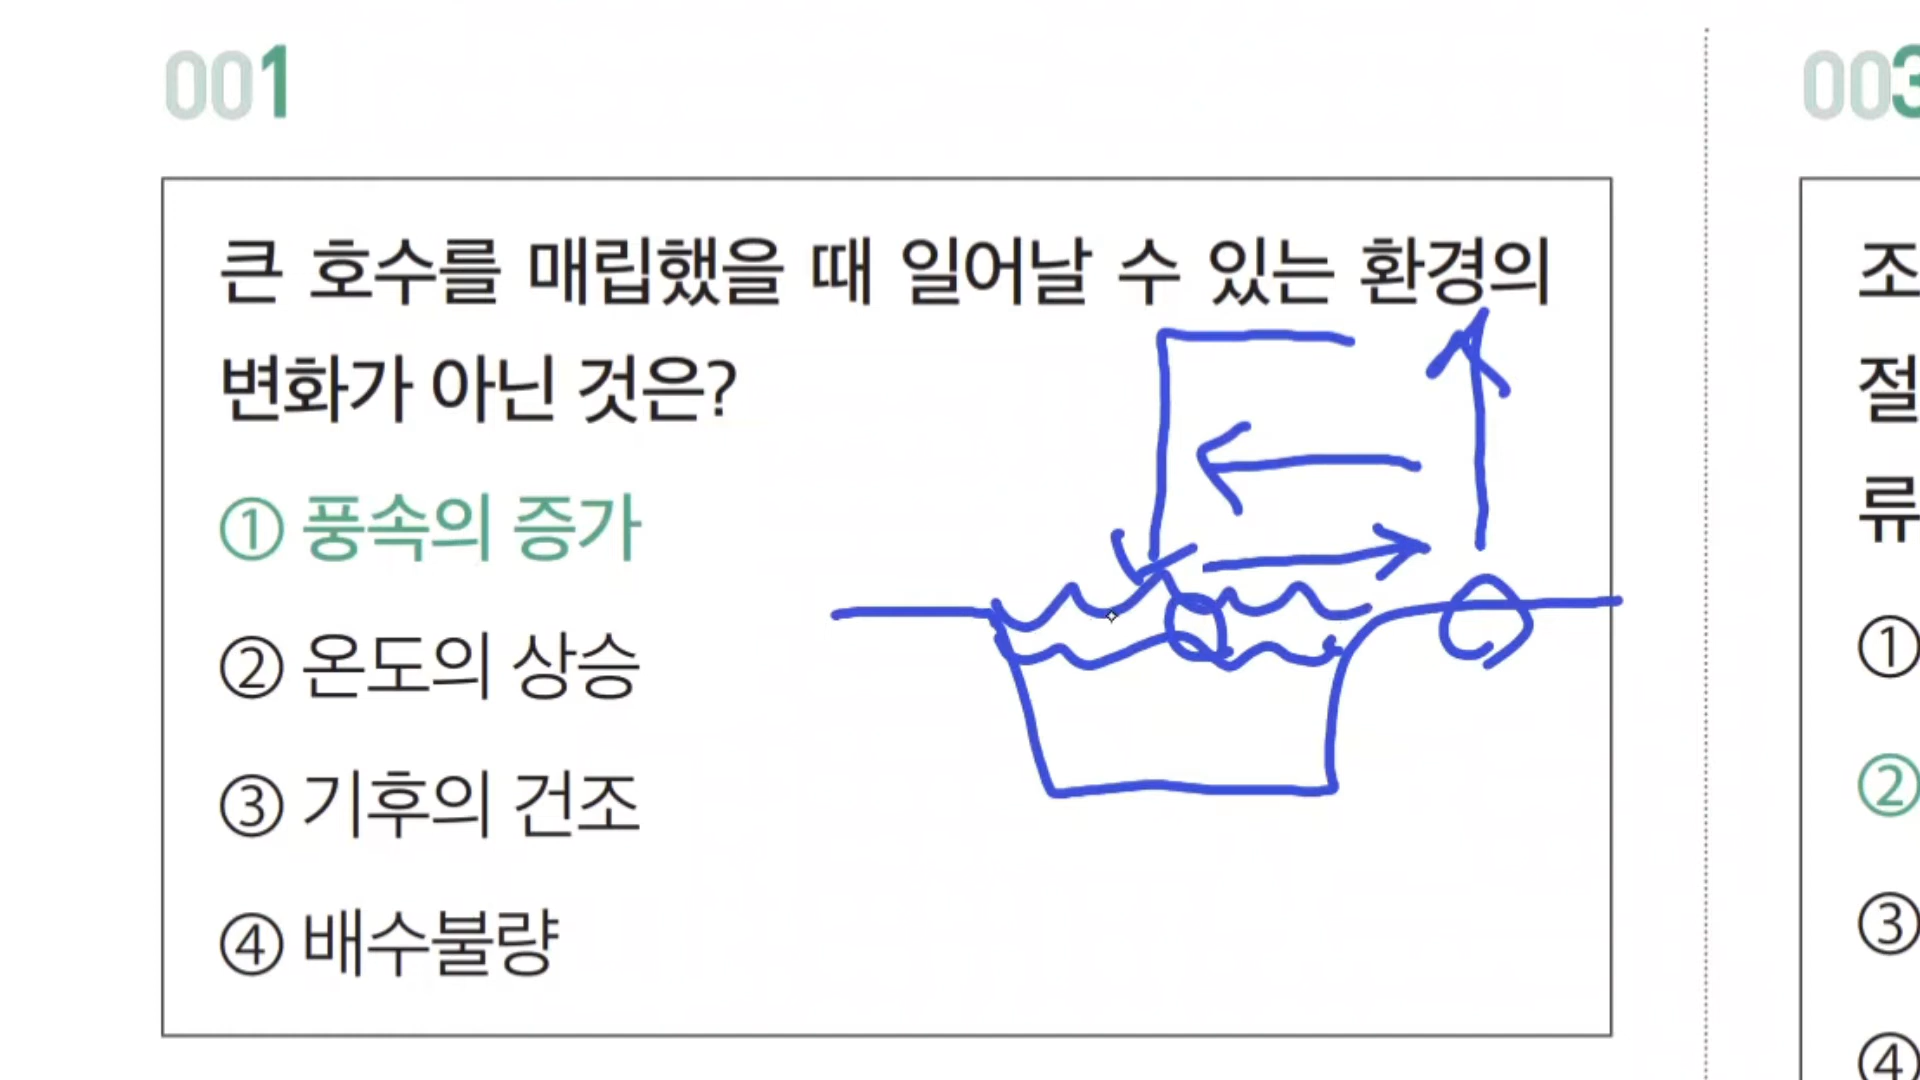 001
큰 호수를 매립했을 때 일어날 수 있는 환경의
변화가 아닌 것은?
① 풍속의 증가
② 온도의 상승
③ 기후의 건조
④ 배수불량
003
조
절
류
①
②
③
④